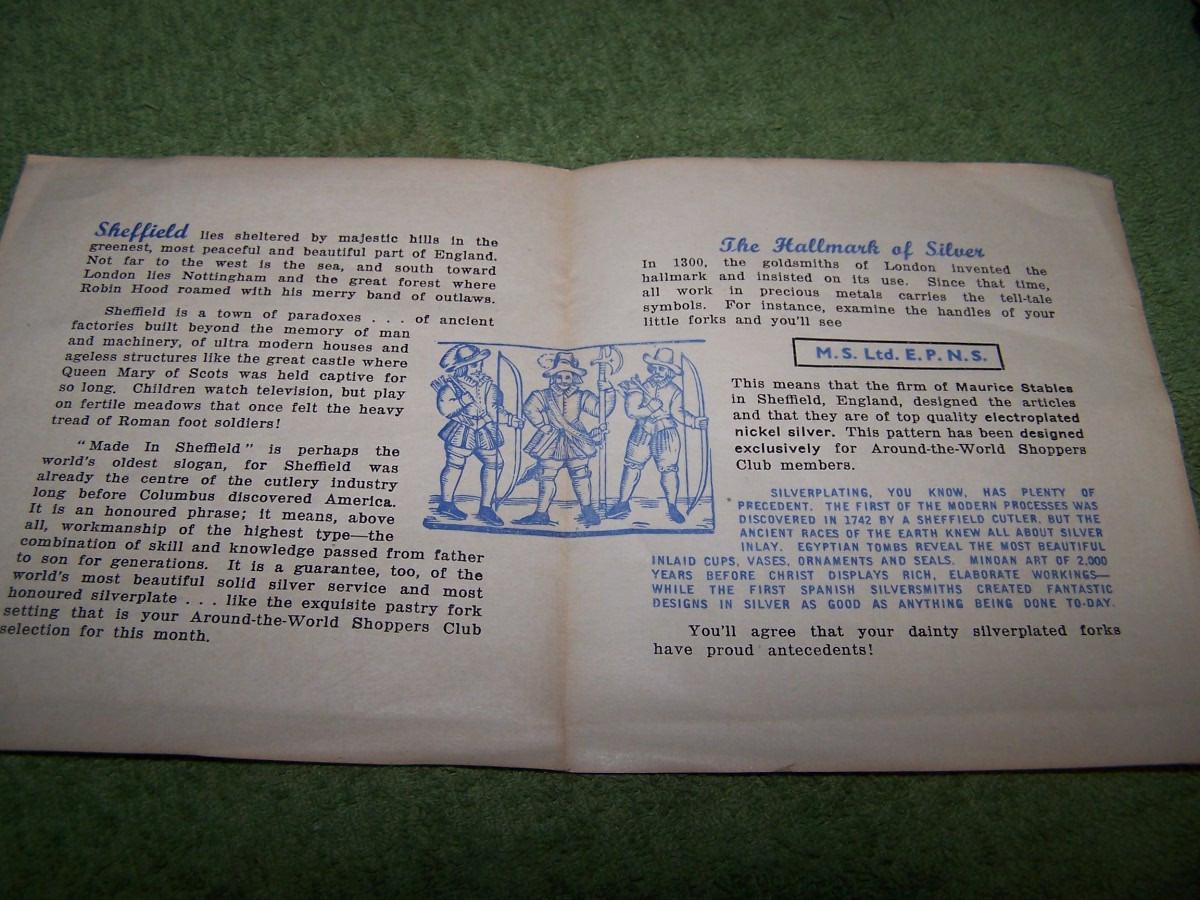 Sheffield lies sheltered by majestic hills in the
greenest, most peaceful and beautiful part of England.
Not far to the west is the sea, and south toward
London lies Nottingham and the great forest where
Robin Hood roamed with his merry band of outlaws.
Sheffield is a town of paradoxes . . . of ancient
factories built beyond the memory of man
and machinery, of ultra modern houses and
ageless structures like the great castle where
Queen Mary of Scots was held captive for
so long. Children watch television, but play
on fertile meadows that once felt the heavy
tread of Roman foot soldiers!
"Made In Sheffield" is perhaps the
world's oldest slogan, for Sheffield was
already the centre of the cutlery industry
long before Columbus discovered America.
It is an honoured phrase; it means, above
all, workmanship of the highest type—the
combination of skill and knowledge passed from father
to son for generations. It is a guarantee, too, of the
world's most beautiful solid silver service and most
honoured silverplate . . . like the exquisite pastry fork
setting that is your Around-the-World Shoppers Club
selection for this month.
The Hallmark of Silver
In 1300, the goldsmiths of London invented the
hallmark and insisted on its use. Since that time,
all work in precious metals carries the tell-tale
symbols. For instance, examine the handles of your
little forks and you'll see
M.S. Ltd. E.P.N.S.
This means that the firm of Maurice Stables
in Sheffield, England, designed the articles
and that they are of top quality electroplated
nickel silver. This pattern has been designed
exclusively for Around-the-World Shoppers
Club members.
SILVERPLATING, YOU KNOW, HAS PLENTY OF
PRECEDENT. THE FIRST OF THE MODERN PROCESSES WAS
DISCOVERED IN 1742 BY A SHEFFIELD CUTLER, BUT THE
ANCIENT RACES OF THE EARTH KNEW ALL ABOUT SILVER
INLAY. EGYPTIAN TOMBS REVEAL THE MOST BEAUTIFUL
INLAID CUPS, VASES, ORNAMENTS AND SEALS. MINOAN ART OF 2,000
YEARS BEFORE CHRIST DISPLAYS RICH, ELABORATE WORKINGS—
WHILE THE FIRST SPANISH SILVERSMITHS CREATED FANTASTIC
DESIGNS IN SILVER AS GOOD AS ANYTHING BEING DONE TO-DAY.
You'll agree that your dainty silverplated forks
have proud antecedents!